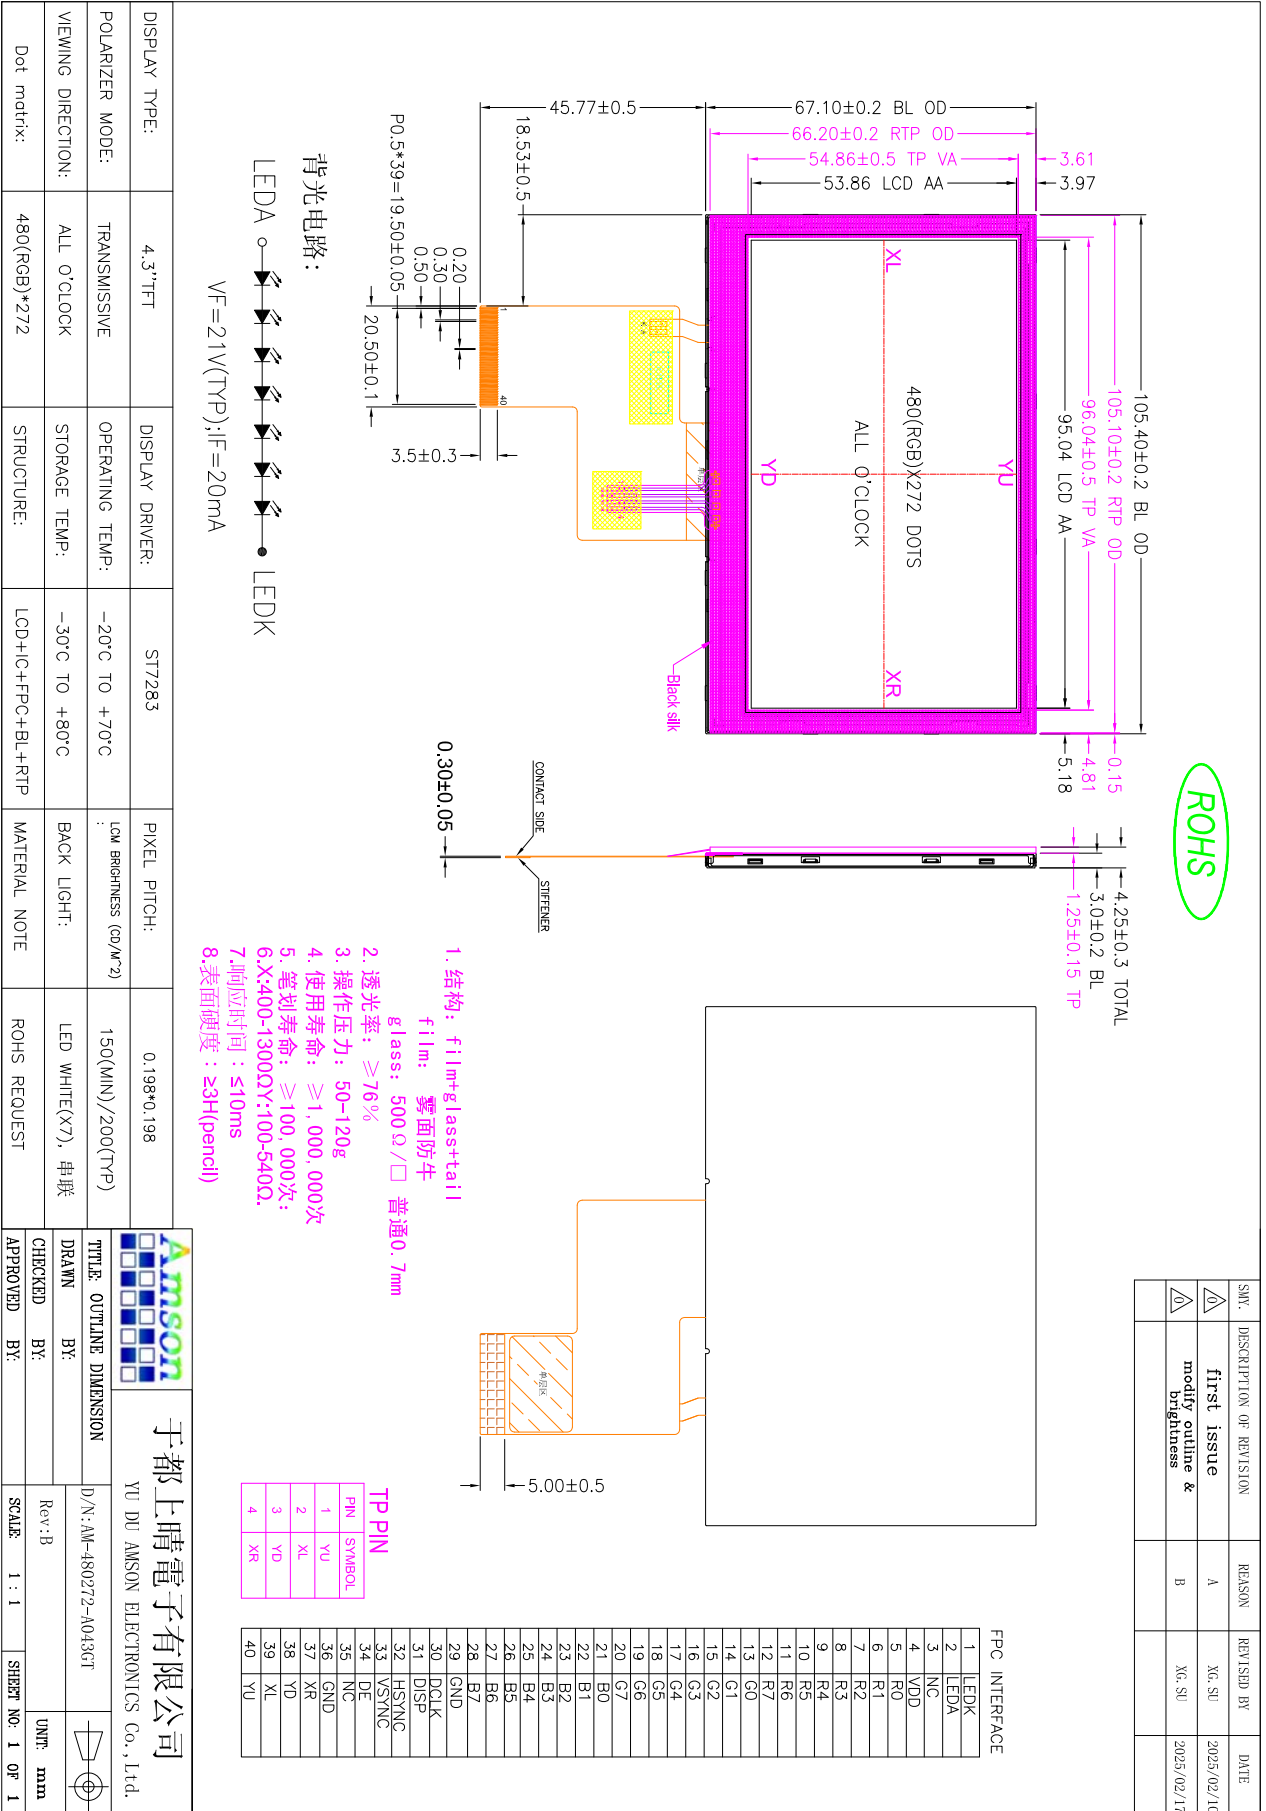 ROHS
SMY. DESCRIPTION OF REVISION REASON REVISED BY DATE
0 first issue A XG.SU 2025/02/10
0 modify outline & brightness B XG.SU 2025/02/17
105.40±0.2 BL OD
105.10±0.2 RTP OD
96.04±0.5 TP VA
95.04 LCD AA
0.15
4.81
5.18
67.10±0.2 BL OD
66.20±0.2 RTP OD
54.86±0.5 TP VA
53.86 LCD AA
3.61
3.97
45.77±0.5
18.53±0.5
XL
YU
YD
XR
480(RGB)X272 DOTS
ALL O'CLOCK
Black silk
单层区
1
40
0.20
0.30
0.50
P0.5*39=19.50±0.05
20.50±0.1
3.5±0.3
4.25±0.3 TOTAL
3.0±0.2 BL
1.25±0.15 TP
CONTACT SIDE
STIFFENER
0.30±0.05
单层区
5.00±0.5
背光电路:
LEDA
LEDK
VF=21V(TYP);IF=20mA
1. 结构: film+glass+tail
film: 雾面防牛
glass: 500Ω/□ 普通0.7mm
2. 透光率: ≥76%
3. 操作压力: 50-120g
4. 使用寿命: ≥1,000,000次
5. 笔划寿命: ≥100,000次;
6.X:400-1300ΩY:100-540Ω.
7.响应时间：≤10ms
8.表面硬度：≥3H(pencil)
TP PIN
PIN SYMBOL
1 YU
2 XL
3 YD
4 XR
FPC INTERFACE
1 LEDK
2 LEDA
3 NC
4 VDD
5 R0
6 R1
7 R2
8 R3
9 R4
10 R5
11 R6
12 R7
13 G0
14 G1
15 G2
16 G3
17 G4
18 G5
19 G6
20 G7
21 B0
22 B1
23 B2
24 B3
25 B4
26 B5
27 B6
28 B7
29 GND
30 DCLK
31 DISP
32 HSYNC
33 VSYNC
34 DE
35 NC
36 GND
37 XR
38 YD
39 XL
40 YU
DISPLAY TYPE: 4.3"TFT DISPLAY DRIVER: ST7283 PIXEL PITCH: 0.198*0.198
POLARIZER MODE: TRANSMISSIVE OPERATING TEMP: -20°C TO +70°C LCM BRIGHTNESS (CD/M^2) : 150(MIN)/200(TYP)
VIEWING DIRECTION: ALL O'CLOCK STORAGE TEMP: -30°C TO +80°C BACK LIGHT: LED WHITE(X7), 串联
Dot matrix: 480(RGB)*272 STRUCTURE: LCD+IC+FPC+BL+RTP MATERIAL NOTE ROHS REQUEST
Amson
于都上晴電子有限公司
YU DU AMSON ELECTRONICS Co.,Ltd.
TITLE: OUTLINE DIMENSION
D/N:AM-480272-A043GT
DRAWN BY:
Rev:B
CHECKED BY:
UNIT: mm
APPROVED BY:
SCALE: 1 : 1
SHEET NO: 1 OF 1